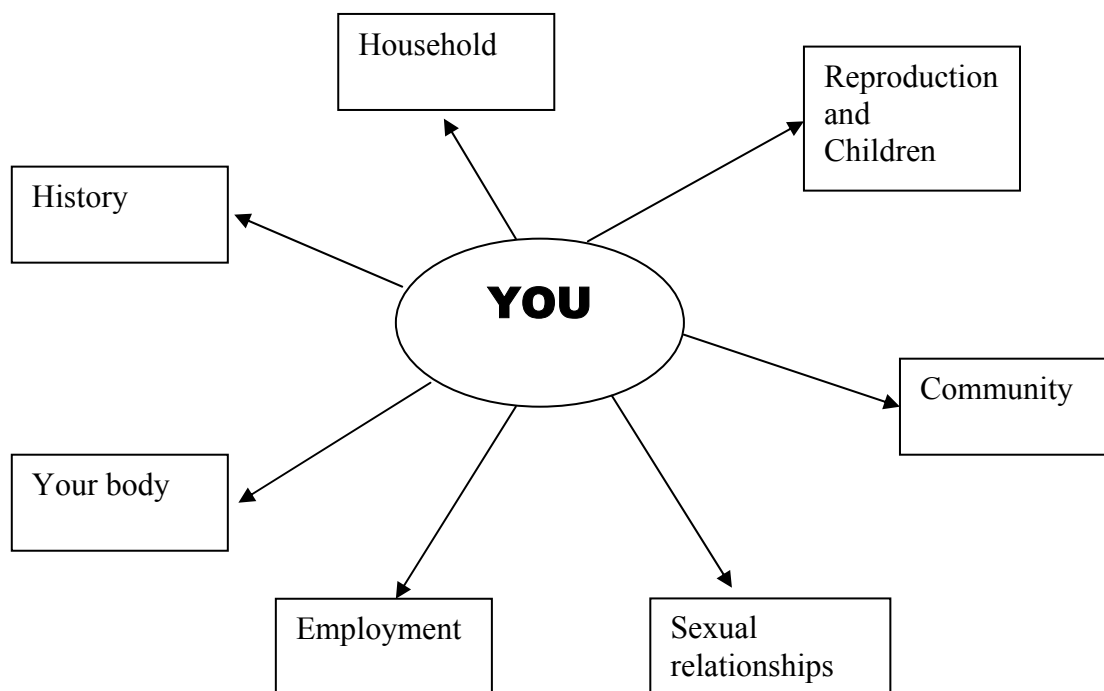 Household
Reproduction
and
Children
History
YOU
Community
Your body
Employment
Sexual
relationships